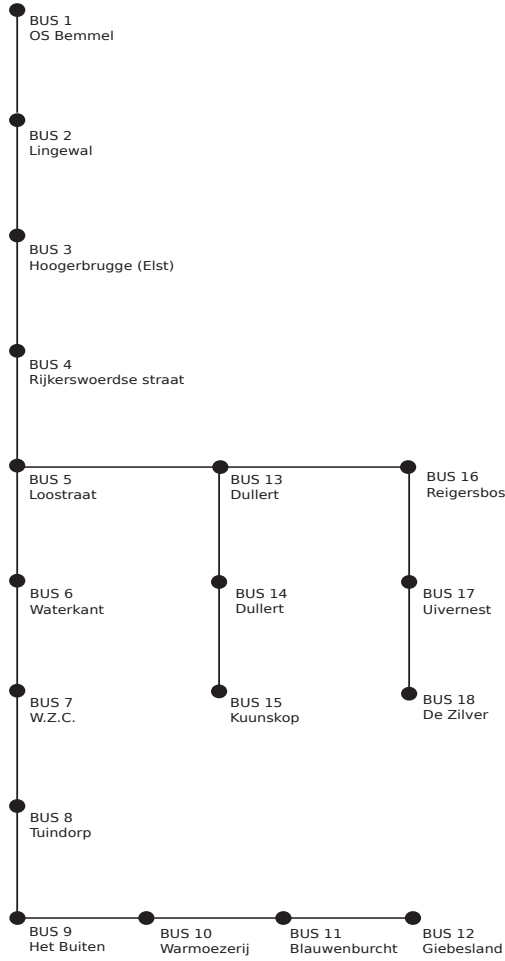 BUS 1
OS Bemmel
BUS 2
Lingewal
BUS 3
Hoogerbrugge (Elst)
BUS 4
Rijkerswoerdse straat
BUS 5
Loostraat
BUS 13
Dullert
BUS 16
Reigersbos
BUS 6
Waterkant
BUS 14
Dullert
BUS 17
Uivernest
BUS 7
W.Z.C.
BUS 15
Kuunskop
BUS 18
De Zilver
BUS 8
Tuindorp
BUS 9
Het Buiten
BUS 10
Warmoezerij
BUS 11
Blauwenburcht
BUS 12
Giebesland